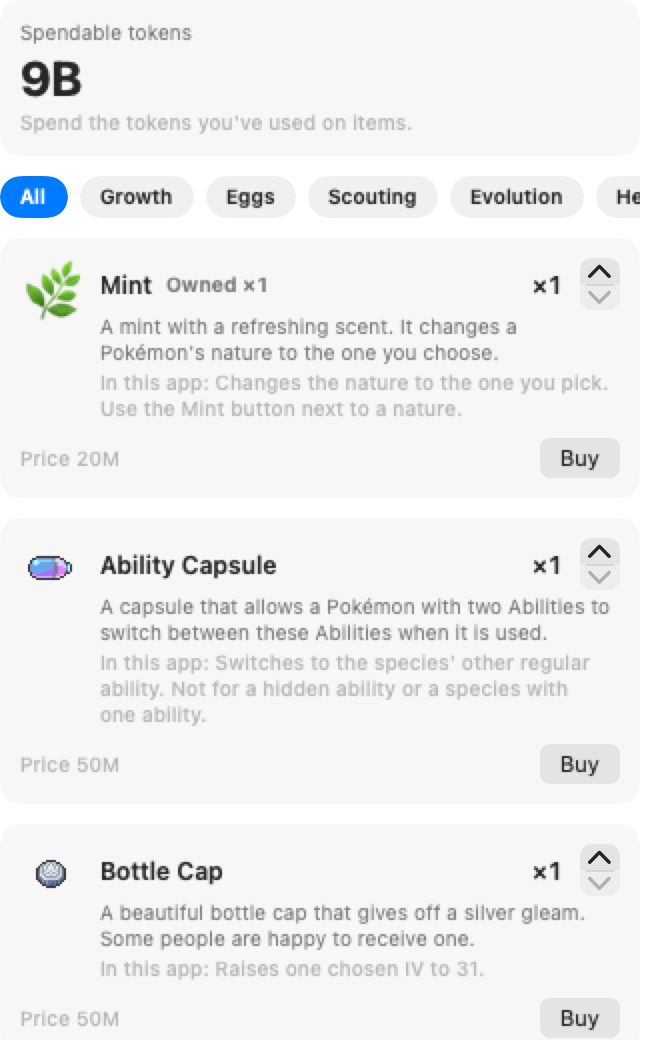 Spendable tokens
9B
Spend the tokens you've used on items.
All Growth Eggs Scouting Evolution He
Mint Owned ×1 ×1
A mint with a refreshing scent. It changes a
Pokémon's nature to the one you choose.
In this app: Changes the nature to the one you pick.
Use the Mint button next to a nature.
Price 20M Buy
Ability Capsule ×1
A capsule that allows a Pokémon with two Abilities to
switch between these Abilities when it is used.
In this app: Switches to the species' other regular
ability. Not for a hidden ability or a species with
one ability.
Price 50M Buy
Bottle Cap ×1
A beautiful bottle cap that gives off a silver gleam.
Some people are happy to receive one.
In this app: Raises one chosen IV to 31.
Price 50M Buy